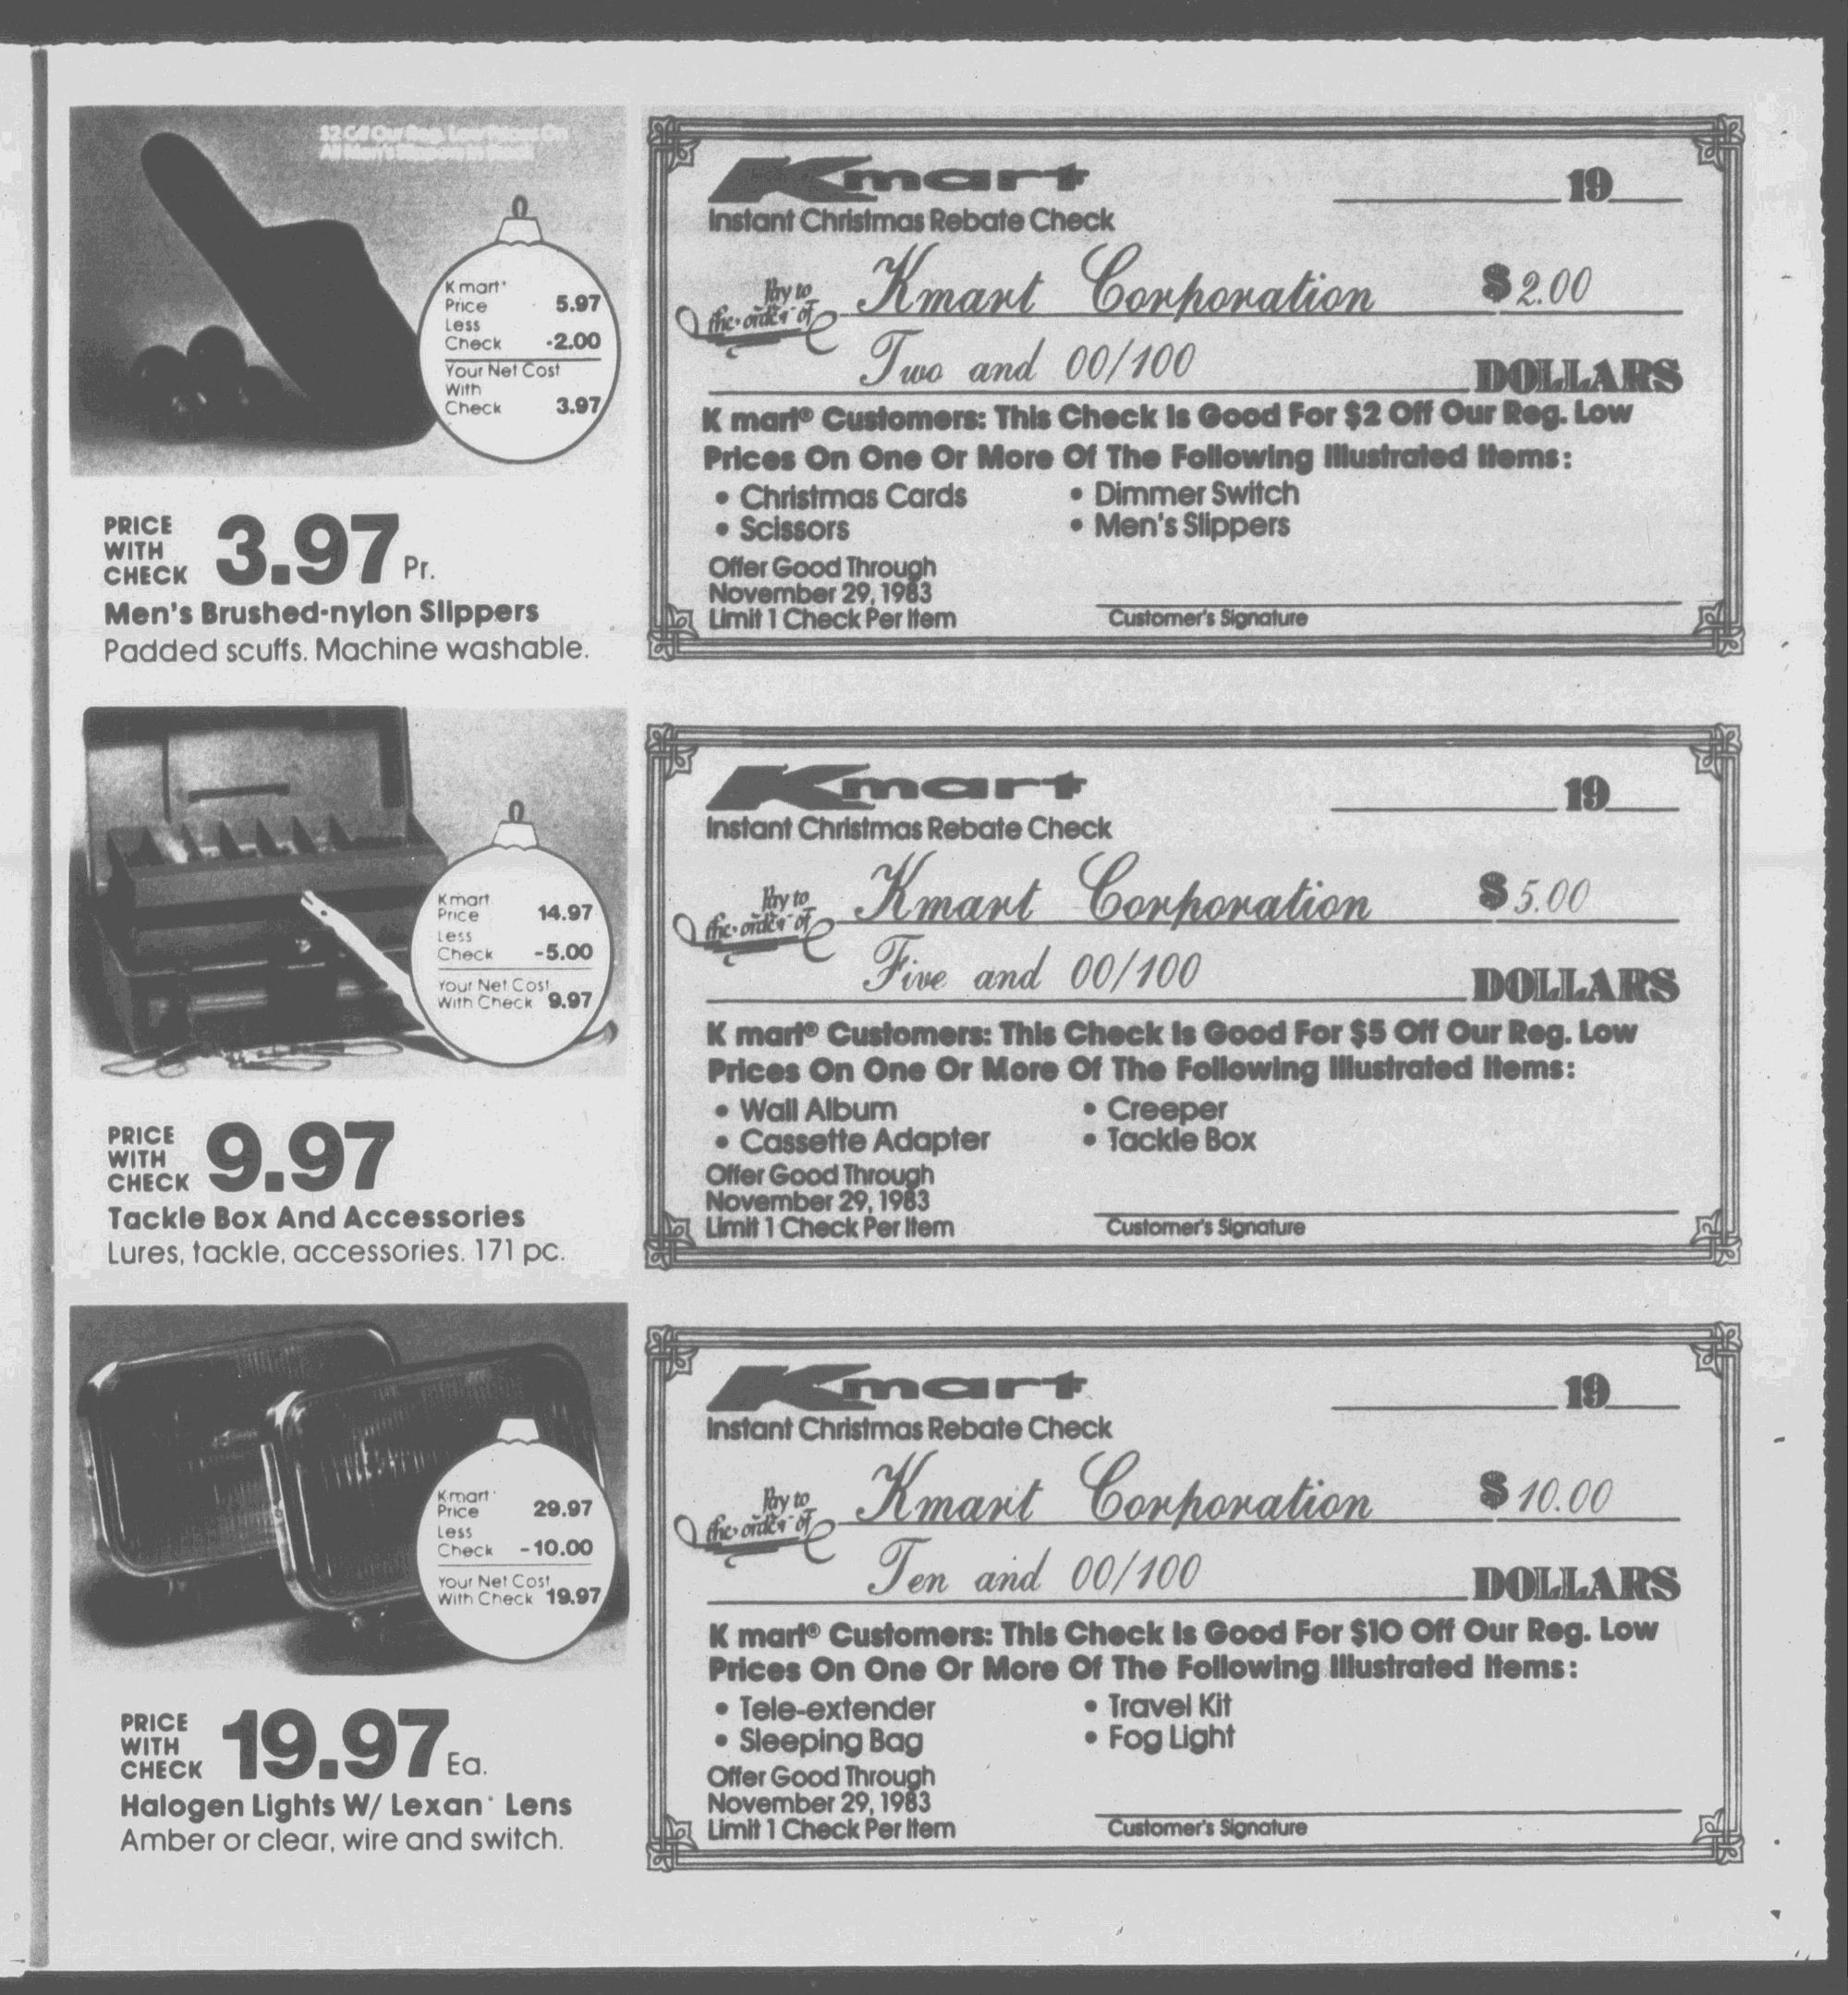 $2 Off Our Reg. Low Prices On
Kmart
Price 5.97
Less
Check -2.00
Your Net Cost
With
Check 3.97
PRICE
WITH
CHECK
3.97 Pr.
Men's Brushed-nylon Slippers
Padded scuffs. Machine washable.
Kmart
Instant Christmas Rebate Check
19
Pay to
the order of
Kmart Corporation $ 2.00
Two and 00/100 DOLLARS
K mart® Customers: This Check Is Good For $2 Off Our Reg. Low
Prices On One Or More Of The Following Illustrated Items:
• Christmas Cards • Dimmer Switch
• Scissors • Men's Slippers
Offer Good Through
November 29, 1983
Limit 1 Check Per Item Customer's Signature
Kmart
Price 14.97
Less
Check -5.00
Your Net Cost
With Check 9.97
PRICE
WITH
CHECK
9.97
Tackle Box And Accessories
Lures, tackle, accessories. 171 pc.
Kmart
Instant Christmas Rebate Check
19
Pay to
the order of
Kmart Corporation $ 5.00
Five and 00/100 DOLLARS
K mart® Customers: This Check Is Good For $5 Off Our Reg. Low
Prices On One Or More Of The Following Illustrated Items:
• Wall Album • Creeper
• Cassette Adapter • Tackle Box
Offer Good Through
November 29, 1983
Limit 1 Check Per Item Customer's Signature
Kmart
Price 29.97
Less
Check -10.00
Your Net Cost
With Check 19.97
PRICE
WITH
CHECK
19.97 Ea.
Halogen Lights W/ Lexan Lens
Amber or clear, wire and switch.
Kmart
Instant Christmas Rebate Check
19
Pay to
the order of
Kmart Corporation $ 10.00
Ten and 00/100 DOLLARS
K mart® Customers: This Check Is Good For $10 Off Our Reg. Low
Prices On One Or More Of The Following Illustrated Items:
• Tele-extender • Travel Kit
• Sleeping Bag • Fog Light
Offer Good Through
November 29, 1983
Limit 1 Check Per Item Customer's Signature